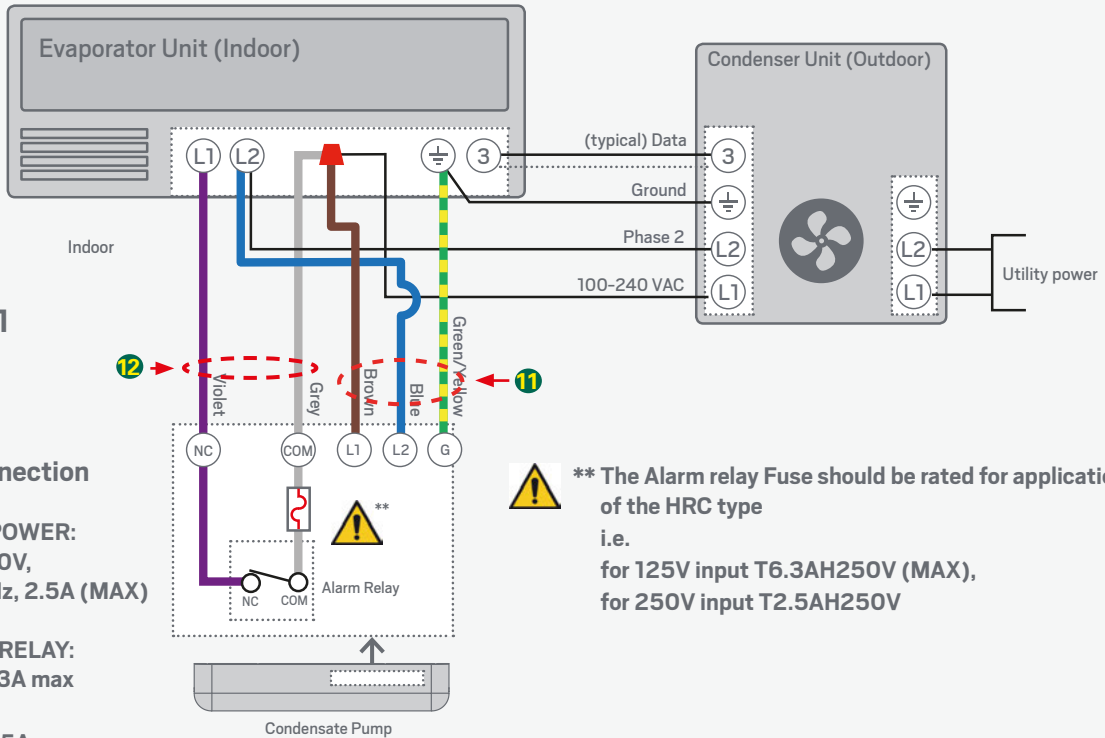 Evaporator Unit (Indoor)
Condenser Unit (Outdoor)
L1 L2 3
(typical) Data
3
Ground
Phase 2
L2
100-240 VAC
L1
L2
L1
Utility power
Indoor
1
12
11
Violet
Grey
Brown
Blue
Green/Yellow
NC COM L1 L2 G
**
NC COM
Alarm Relay
Condensate Pump
nection
POWER:
0V,
z, 2.5A (MAX)
RELAY:
3A max
5A
** The Alarm relay Fuse should be rated for applicatio
of the HRC type
i.e.
for 125V input T6.3AH250V (MAX),
for 250V input T2.5AH250V